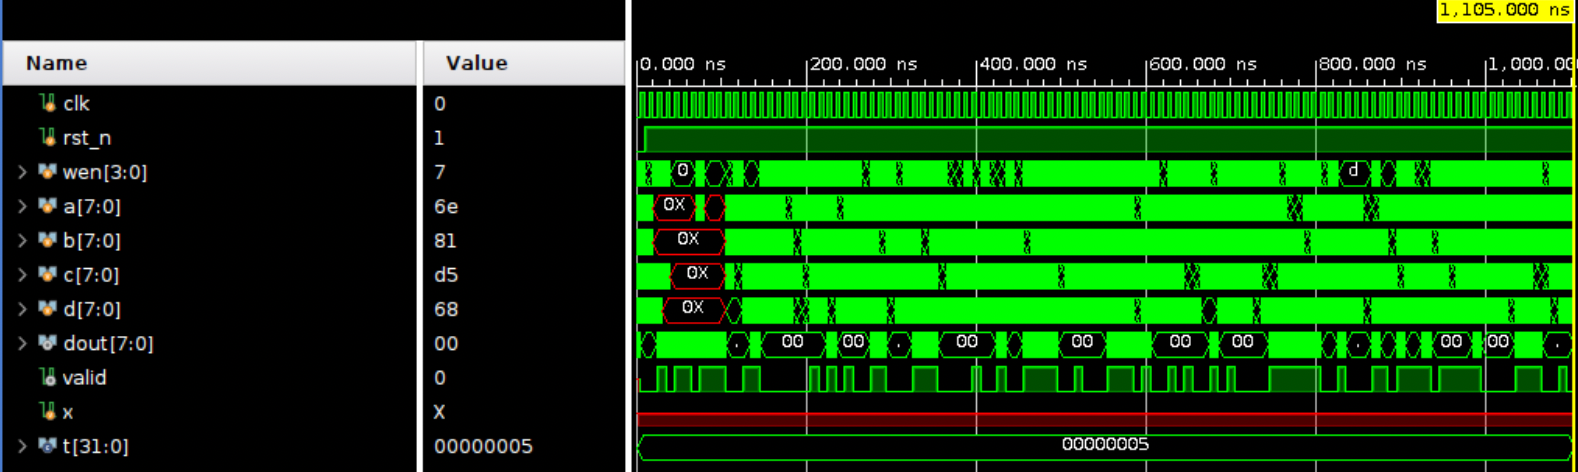 1,105.000 ns
Name Value 0.000 ns 200.000 ns 400.000 ns 600.000 ns 800.000 ns 1,000.00
clk 0
rst_n 1
wen[3:0] 7 0 d
a[7:0] 6e 0X
b[7:0] 81 0X
c[7:0] d5 0X
d[7:0] 68 0X
dout[7:0] 00 . 00 00 . 00 00 00 00 . 00 00 .
valid 0
x X
t[31:0] 00000005 00000005